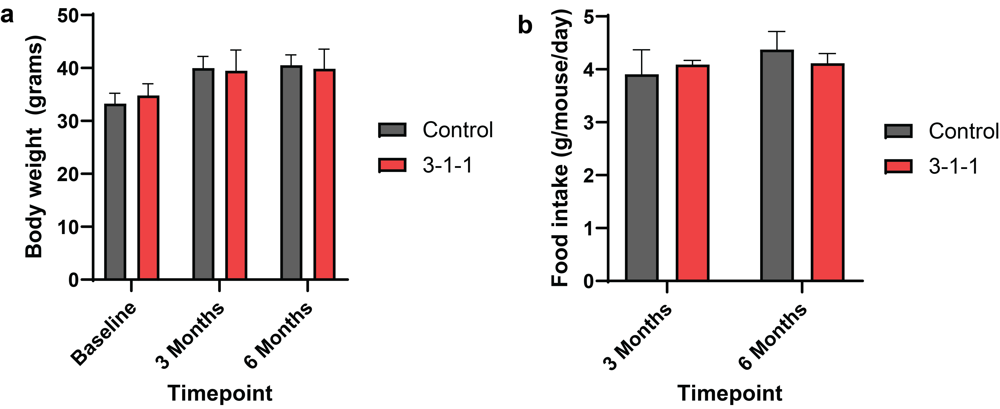 a
Body weight (grams)
50
40
30
20
10
0
Baseline
3 Months
6 Months
Timepoint
Control
3-1-1
b
Food intake (g/mouse/day)
5
4
3
2
1
0
3 Months
6 Months
Timepoint
Control
3-1-1